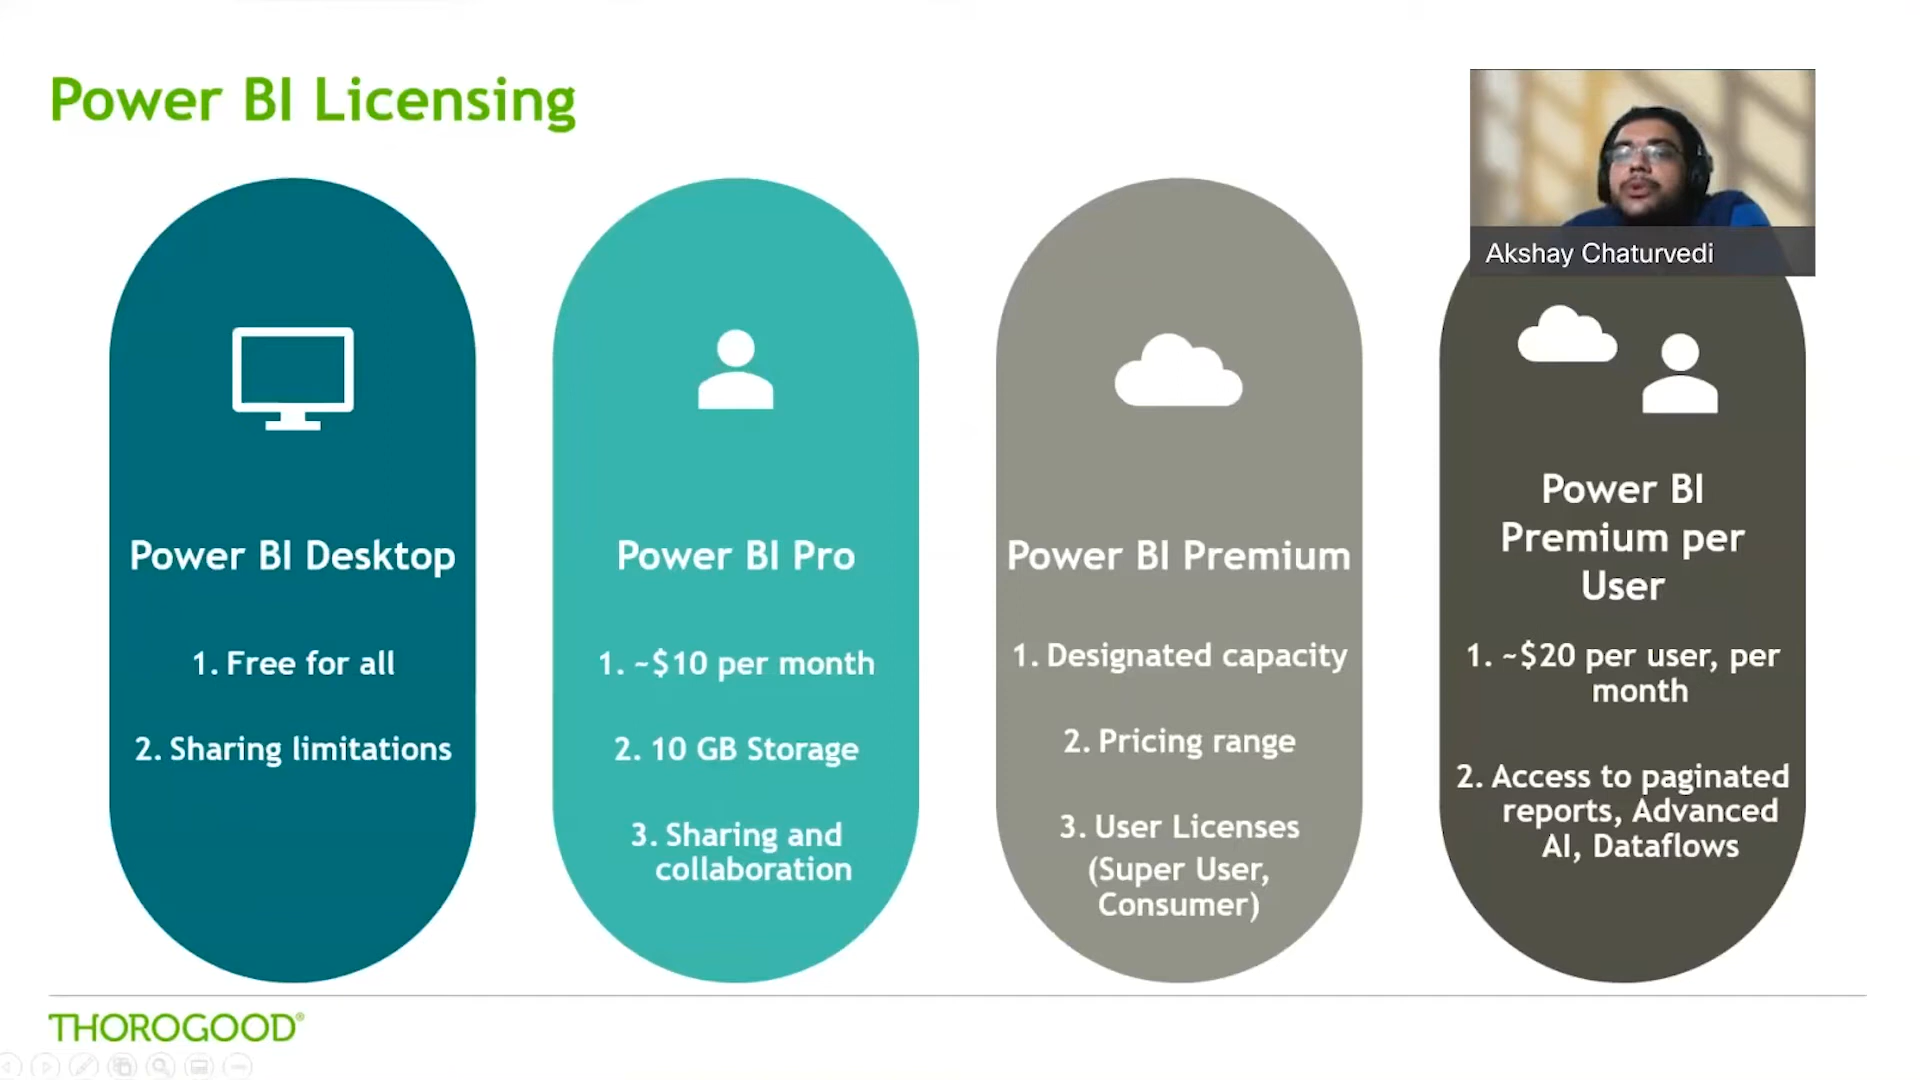 Power BI Licensing
Akshay Chaturvedi
Power BI Desktop
1. Free for all
2. Sharing limitations
Power BI Pro
1. ~$10 per month
2. 10 GB Storage
3. Sharing and
collaboration
Power BI Premium
1. Designated capacity
2. Pricing range
3. User Licenses
(Super User,
Consumer)
Power BI
Premium per
User
1. ~$20 per user, per
month
2. Access to paginated
reports, Advanced
AI, Dataflows
THOROGOOD®